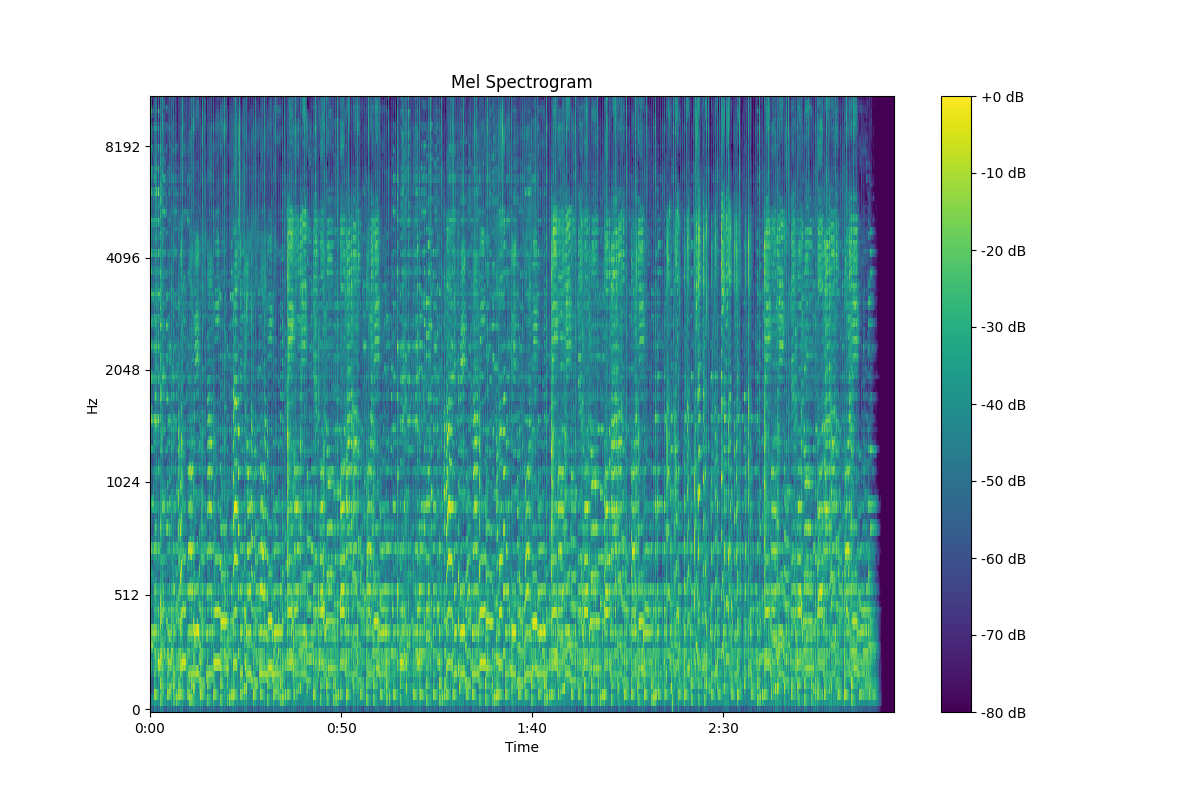 Mel Spectrogram
Hz
8192
4096
2048
1024
512
0
0:00
0:50
1:40
2:30
Time
+0 dB
-10 dB
-20 dB
-30 dB
-40 dB
-50 dB
-60 dB
-70 dB
-80 dB